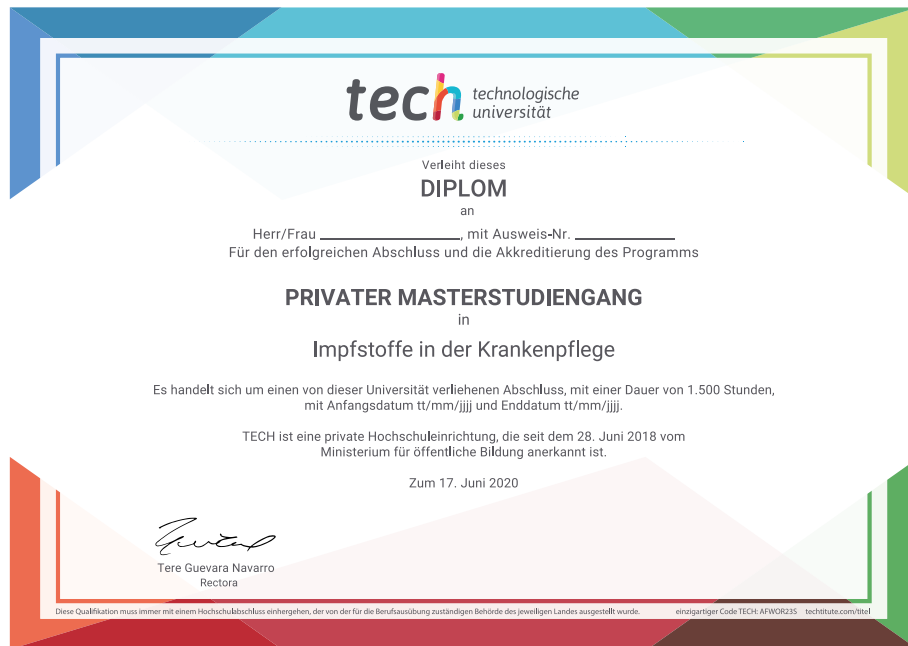 tech technologische
universität
Verleiht dieses
DIPLOM
an
Herr/Frau ____________________, mit Ausweis-Nr. ______________
Für den erfolgreichen Abschluss und die Akkreditierung des Programms
PRIVATER MASTERSTUDIENGANG
in
Impfstoffe in der Krankenpflege
Es handelt sich um einen von dieser Universität verliehenen Abschluss, mit einer Dauer von 1.500 Stunden,
mit Anfangsdatum tt/mm/jjjj und Enddatum tt/mm/jjjj.
TECH ist eine private Hochschuleinrichtung, die seit dem 28. Juni 2018 vom
Ministerium für öffentliche Bildung anerkannt ist.
Zum 17. Juni 2020
Tere Guevara Navarro
Rectora
Diese Qualifikation muss immer mit einem Hochschulabschluss einhergehen, der von der für die Berufsausübung zuständigen Behörde des jeweiligen Landes ausgestellt wurde. einzigartiger Code TECH: AFWOR23S techtitute.com/titel